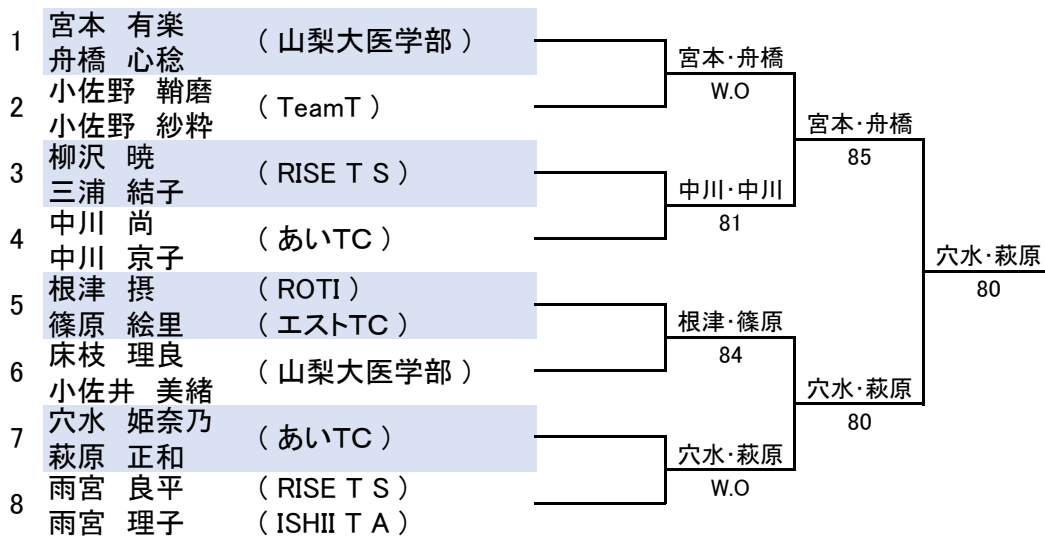 1
宮本 有楽
舟橋 心稔
( 山梨大医学部 )
2
小佐野 鞘磨
小佐野 紗粋
( TeamT )
3
柳沢 暁
三浦 結子
( RISE T S )
4
中川 尚
中川 京子
( あいTC )
5
根津 摂
( ROTI )
篠原 絵里
( エストTC )
6
床枝 理良
小佐井 美緒
( 山梨大医学部 )
7
穴水 姫奈乃
萩原 正和
( あいTC )
8
雨宮 良平
( RISE T S )
雨宮 理子
( ISHII T A )
宮本・舟橋
W.O
中川・中川
81
根津・篠原
84
穴水・萩原
W.O
宮本・舟橋
85
穴水・萩原
80
穴水・萩原
80